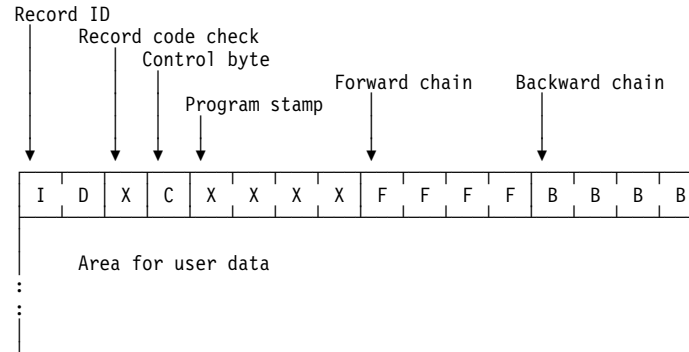 Record ID
Record code check
Control byte
Forward chain Backward chain
Program stamp
I D X C X X X X F F F F B B B B
Area for user data
:
: